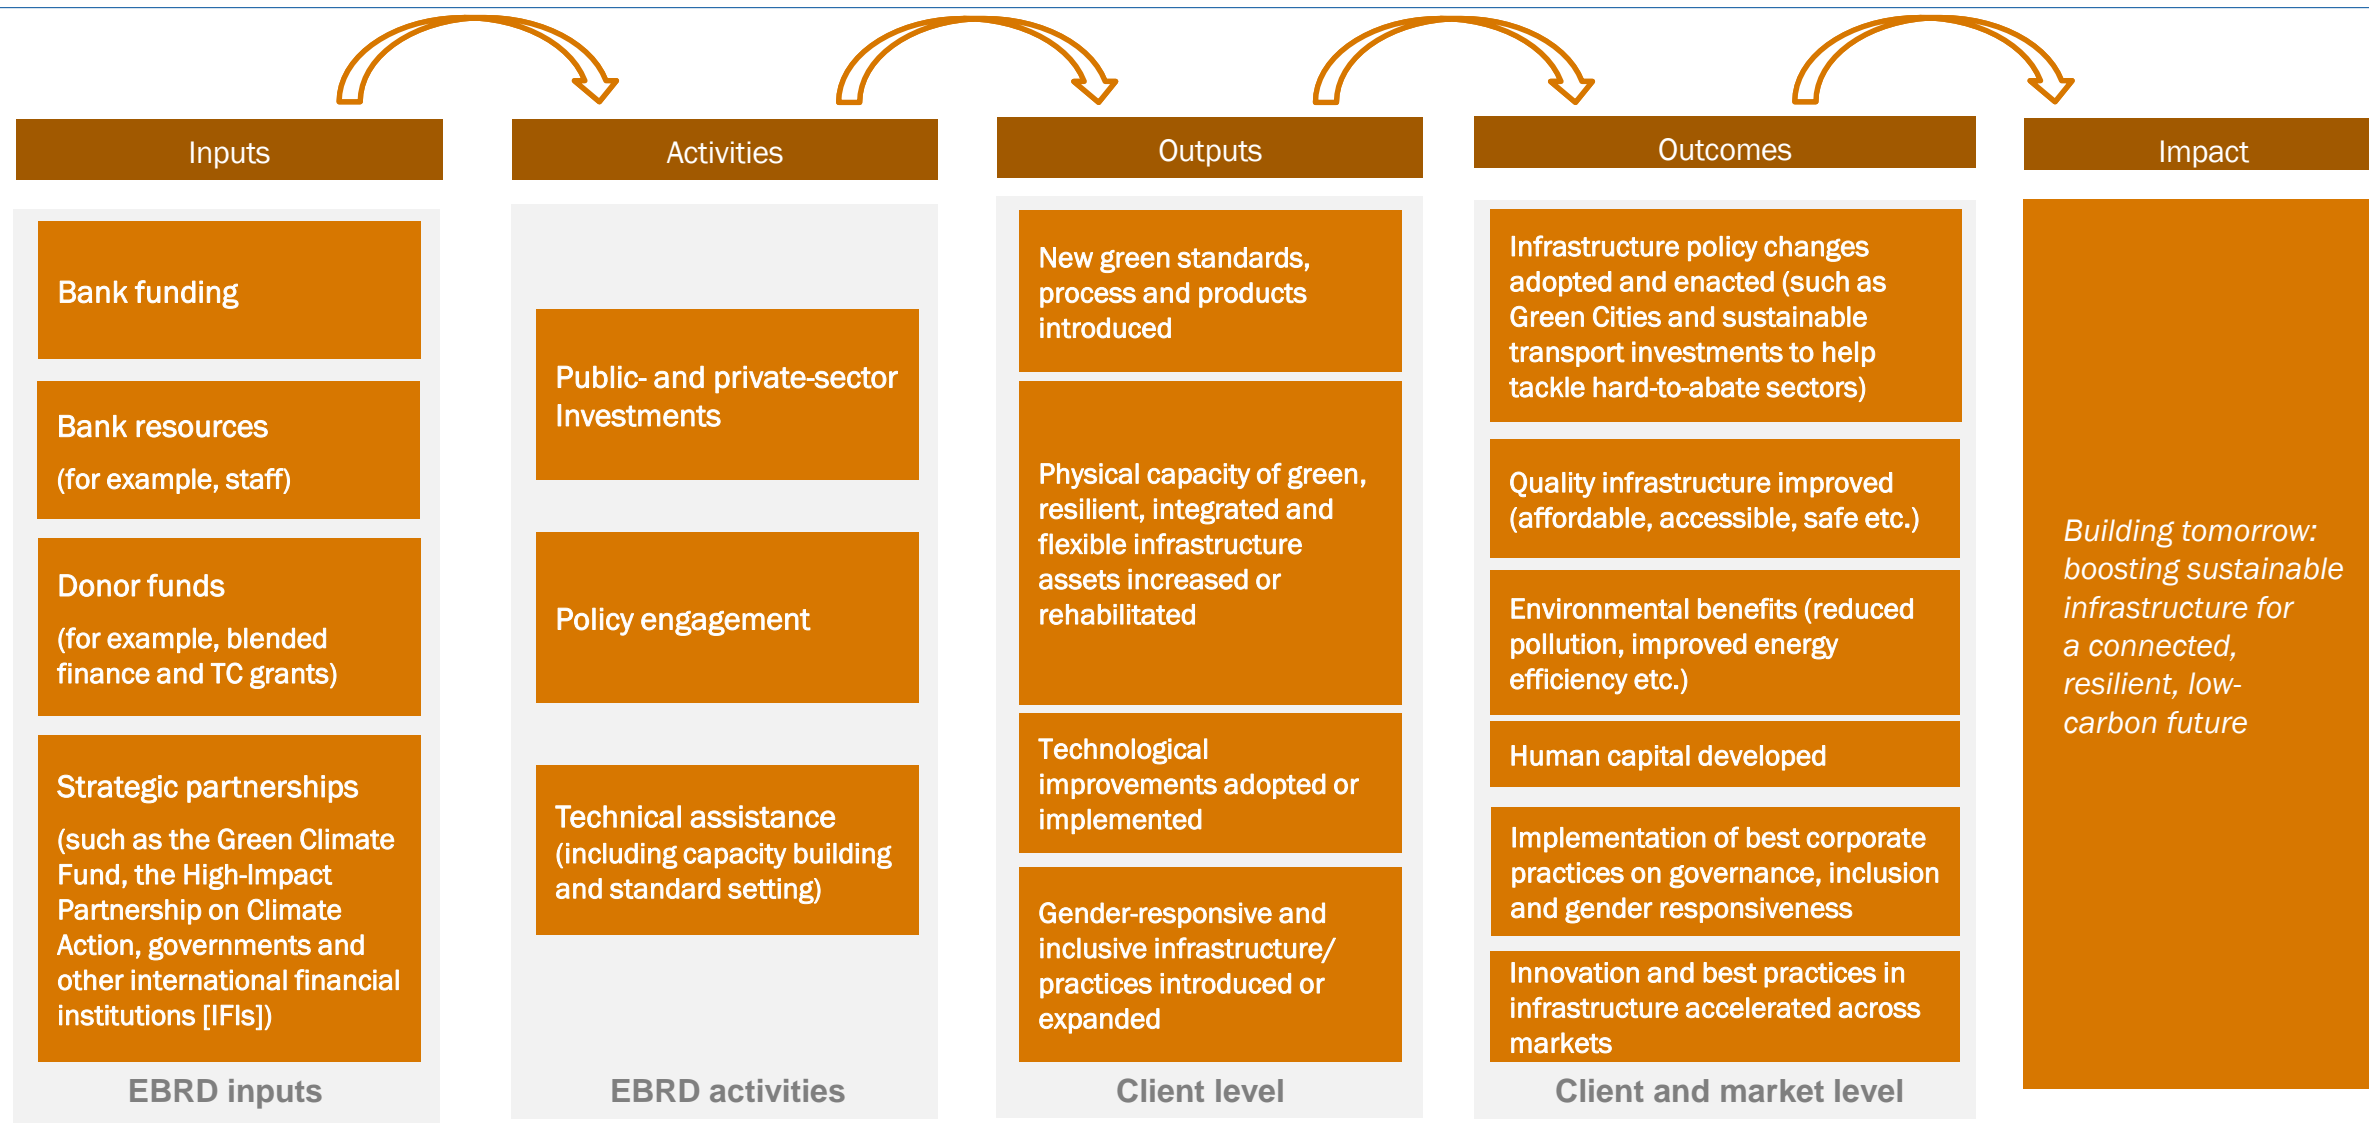 Inputs
Activities
Outputs
Outcomes
Impact
Bank funding
Bank resources
(for example, staff)
Donor funds
(for example, blended
finance and TC grants)
Strategic partnerships
(such as the Green Climate
Fund, the High-Impact
Partnership on Climate
Action, governments and
other international financial
institutions [IFIs])
EBRD inputs
Public- and private-sector
Investments
Policy engagement
Technical assistance
(including capacity building
and standard setting)
EBRD activities
New green standards,
process and products
introduced
Physical capacity of green,
resilient, integrated and
flexible infrastructure
assets increased or
rehabilitated
Technological
improvements adopted or
implemented
Gender-responsive and
inclusive infrastructure/
practices introduced or
expanded
Client level
Infrastructure policy changes
adopted and enacted (such as
Green Cities and sustainable
transport investments to help
tackle hard-to-abate sectors)
Quality infrastructure improved
(affordable, accessible, safe etc.)
Environmental benefits (reduced
pollution, improved energy
efficiency etc.)
Human capital developed
Implementation of best corporate
practices on governance, inclusion
and gender responsiveness
Innovation and best practices in
infrastructure accelerated across
markets
Client and market level
Building tomorrow:
boosting sustainable
infrastructure for
a connected,
resilient, low-
carbon future